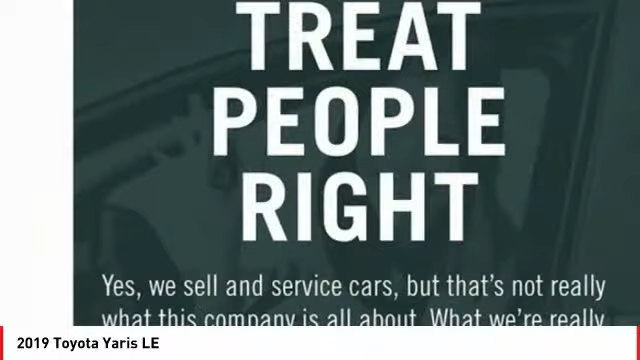 TREAT
PEOPLE
RIGHT
Yes, we sell and service cars, but that's not really
what this company is all about. What we're really
2019 Toyota Yaris LE